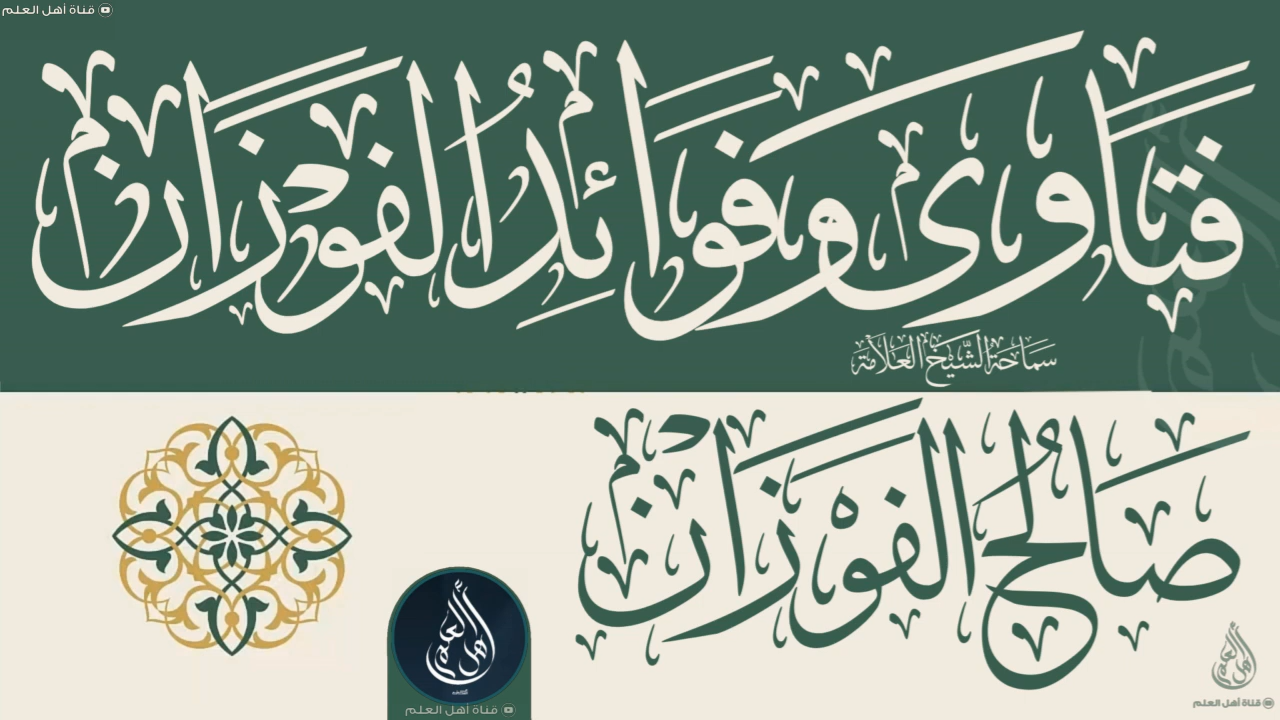 قناة أهل العلم
فتاوى وفوائد الفوزان
سماحة الشيخ العلامة
صالح الفوزان
أهل العلم
قناة أهل العلم
أهل العلم
قناة أهل العلم